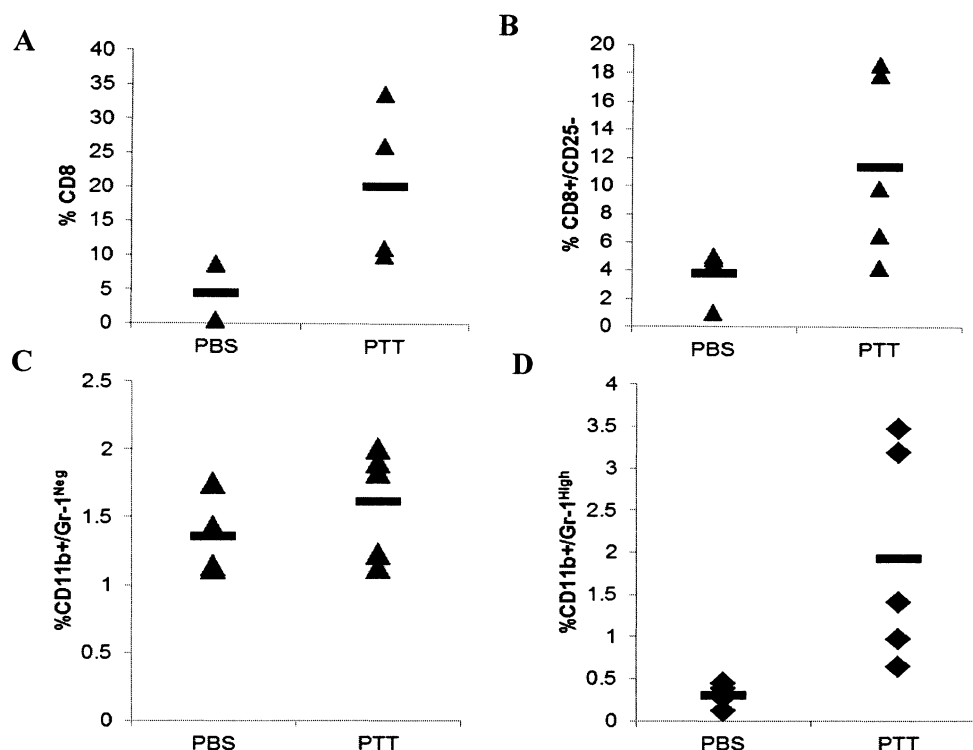 A
% CD8
40
35
30
25
20
15
10
5
0
PBS
PTT
B
% CD8+/CD25-
20
18
16
14
12
10
8
6
4
2
0
PBS
PTT
C
%CD11b+/Gr-1Neg
2.5
2
1.5
1
0.5
0
PBS
PTT
D
%CD11b+/Gr-1High
4
3.5
3
2.5
2
1.5
1
0.5
0
PBS
PTT